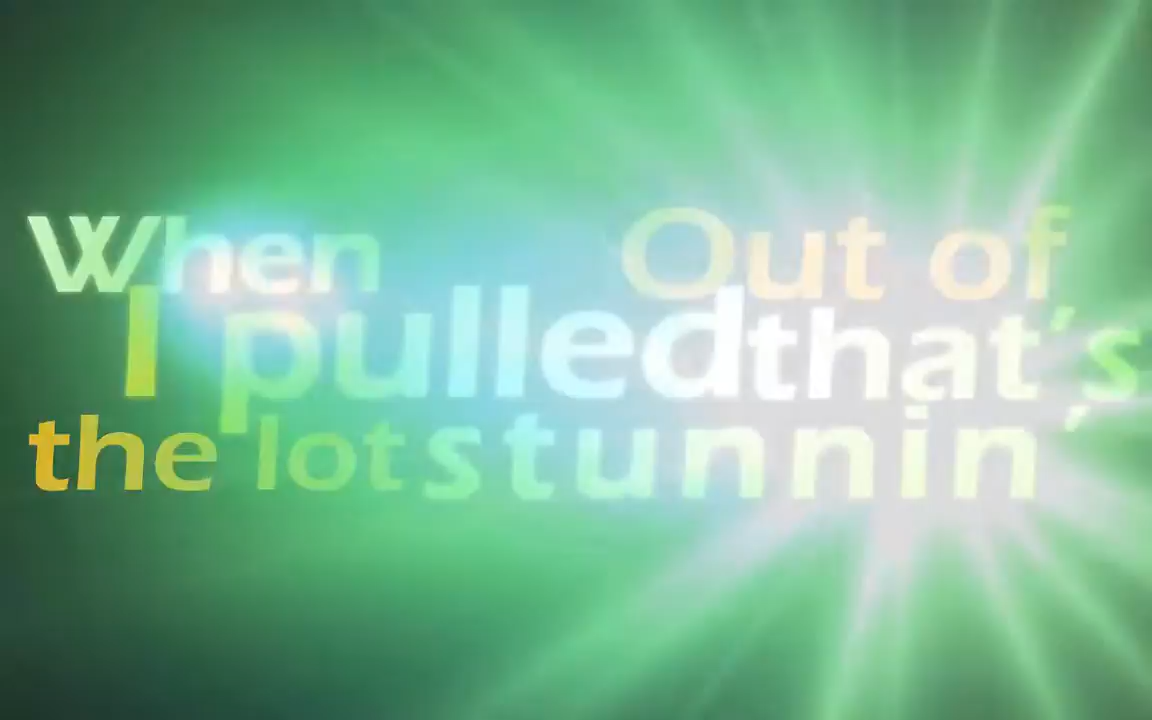 When
I pulled
Out of
the lot
that's
stunnin'